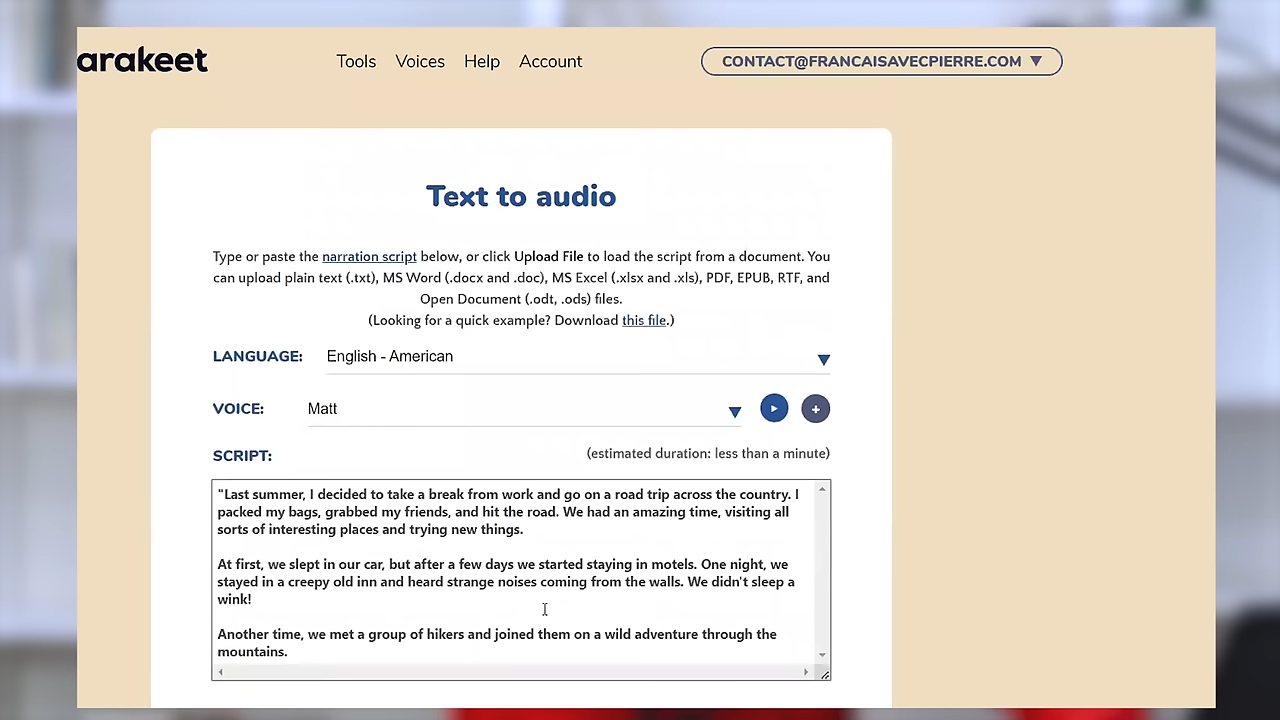 arakeet
Tools Voices Help Account
CONTACT@FRANCAISAVECPIERRE.COM ▼
Text to audio
Type or paste the narration script below, or click Upload File to load the script from a document. You
can upload plain text (.txt), MS Word (.docx and .doc), MS Excel (.xlsx and .xls), PDF, EPUB, RTF, and
Open Document (.odt, .ods) files.
(Looking for a quick example? Download this file.)
LANGUAGE: English - American
VOICE: Matt
SCRIPT: (estimated duration: less than a minute)
"Last summer, I decided to take a break from work and go on a road trip across the country. I
packed my bags, grabbed my friends, and hit the road. We had an amazing time, visiting all
sorts of interesting places and trying new things.
At first, we slept in our car, but after a few days we started staying in motels. One night, we
stayed in a creepy old inn and heard strange noises coming from the walls. We didn't sleep a
wink!
Another time, we met a group of hikers and joined them on a wild adventure through the
mountains.